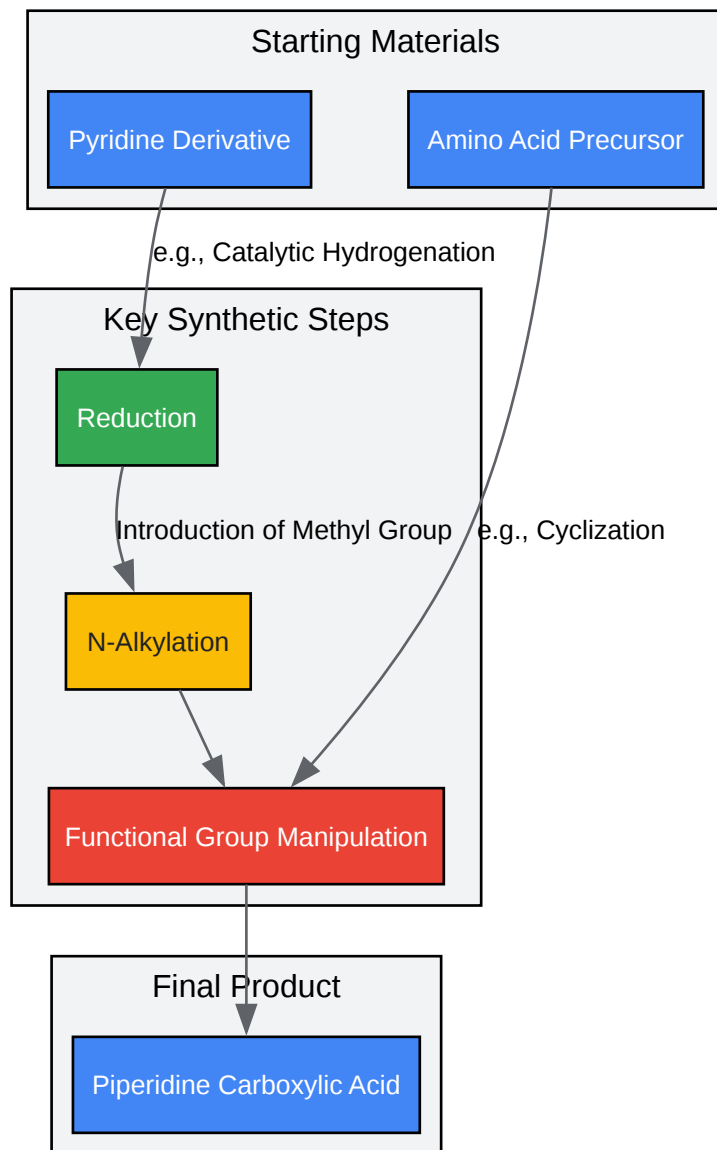 Starting Materials
Pyridine Derivative
Amino Acid Precursor
e.g., Catalytic Hydrogenation
Key Synthetic Steps
Reduction
Introduction of Methyl Group
e.g., Cyclization
N-Alkylation
Functional Group Manipulation
Final Product
Piperidine Carboxylic Acid